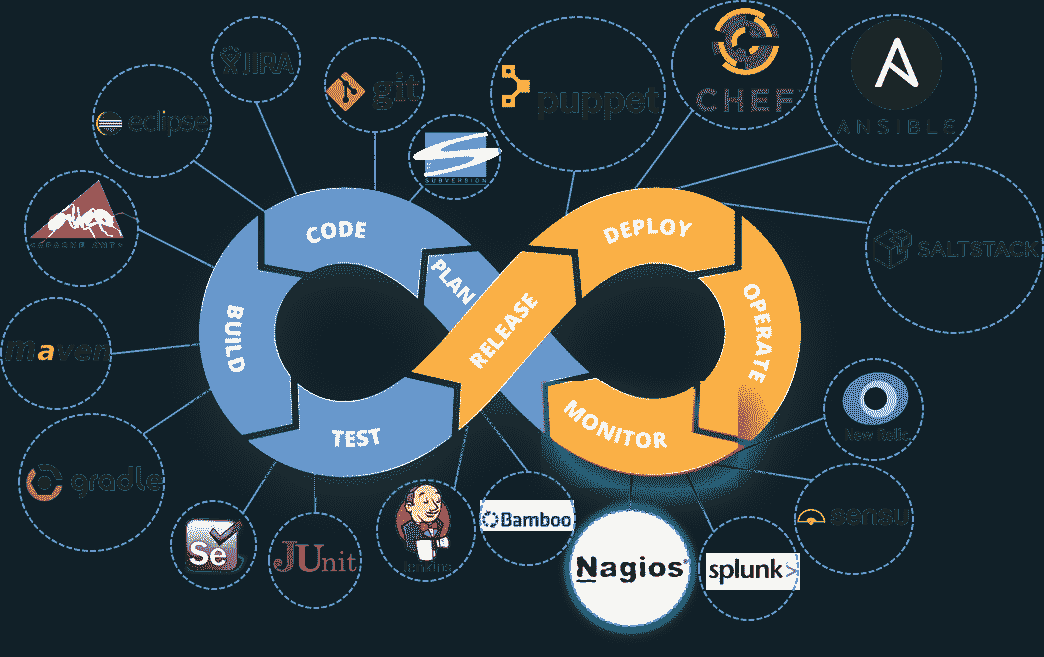 JIRA
git
eclipse
SUBVERSION
puppet
CHEF
ANSIBLE
APACHE ANT
SALTSTACK
maven
gradle
CODE
PLAN
BUILD
TEST
RELEASE
DEPLOY
OPERATE
MONITOR
New Relic
sensu
Se
JUnit
Jenkins
Bamboo
Nagios®
splunk>